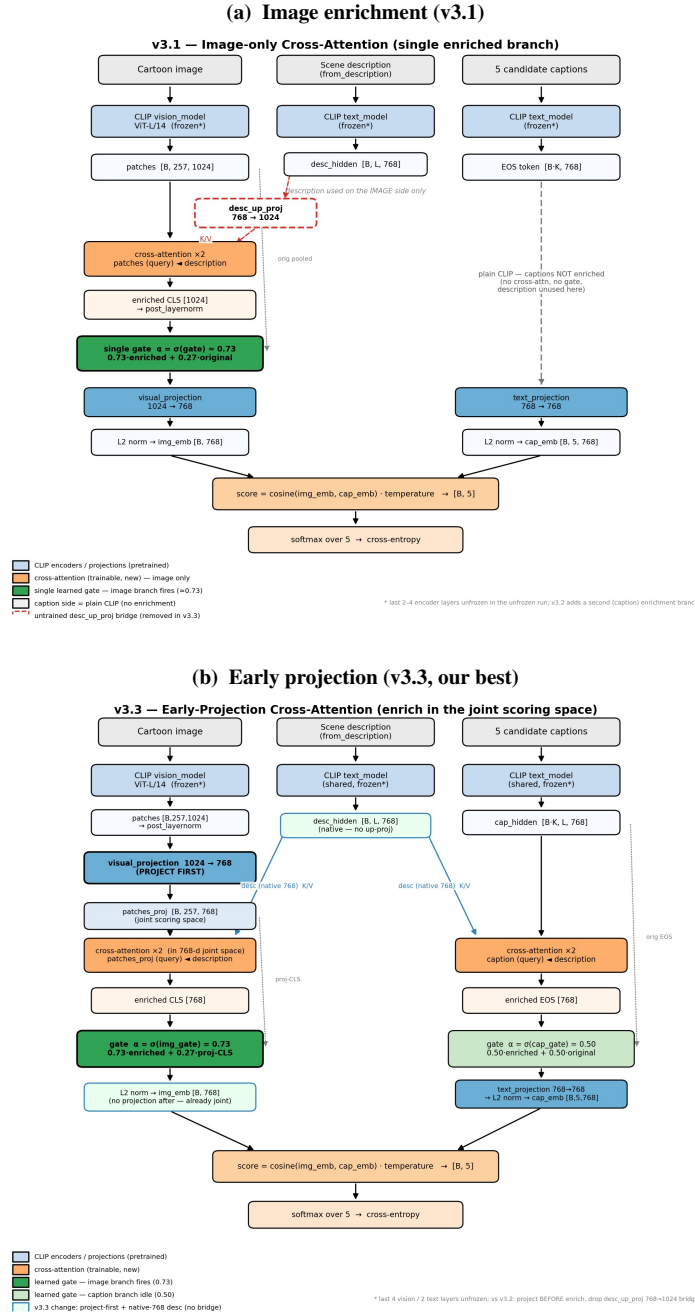 (a) Image enrichment (v3.1)
v3.1 — Image-only Cross-Attention (single enriched branch)
Cartoon image
Scene description
(from_description)
5 candidate captions
CLIP vision_model
ViT-L/14 (frozen*)
CLIP text_model
(frozen*)
CLIP text_model
(frozen*)
patches [B, 257, 1024]
desc_hidden [B, L, 768]
EOS token [B·K, 768]
description used on the IMAGE side only
desc_up_proj
768 → 1024
K/V
cross-attention ×2
patches (query) ◄ description
orig pooled
plain CLIP — captions NOT enriched
(no cross-attn, no gate,
description unused here)
enriched CLS [1024]
→ post_layernorm
single gate α = σ(gate) ≈ 0.73
0.73·enriched + 0.27·original
visual_projection
1024 → 768
text_projection
768 → 768
L2 norm → img_emb [B, 768]
L2 norm → cap_emb [B, 5, 768]
score = cosine(img_emb, cap_emb) · temperature → [B, 5]
softmax over 5 → cross-entropy
CLIP encoders / projections (pretrained)
cross-attention (trainable, new) — image only
single learned gate — image branch fires (≈0.73)
caption side = plain CLIP (no enrichment)
untrained desc_up_proj bridge (removed in v3.3)
* last 2–4 encoder layers unfrozen in the unfrozen run; v3.2 adds a second (caption) enrichment branc
(b) Early projection (v3.3, our best)
v3.3 — Early-Projection Cross-Attention (enrich in the joint scoring space)
Cartoon image
Scene description
(from_description)
5 candidate captions
CLIP vision_model
ViT-L/14 (frozen*)
CLIP text_model
(shared, frozen*)
CLIP text_model
(shared, frozen*)
patches [B,257,1024]
→ post_layernorm
desc_hidden [B, L, 768]
(native — no up-proj)
cap_hidden [B·K, L, 768]
visual_projection 1024 → 768
(PROJECT FIRST)
desc (native 768) K/V
desc (native 768) K/V
patches_proj [B, 257, 768]
(joint scoring space)
orig EOS
cross-attention ×2 (in 768-d joint space)
patches_proj (query) ◄ description
cross-attention ×2
caption (query) ◄ description
proj-CLS
enriched CLS [768]
enriched EOS [768]
gate α = σ(img_gate) ≈ 0.73
0.73·enriched + 0.27·proj-CLS
gate α = σ(cap_gate) ≈ 0.50
0.50·enriched + 0.50·original
L2 norm → img_emb [B, 768]
(no projection after — already joint)
text_projection 768→768
→ L2 norm → cap_emb [B,5,768]
score = cosine(img_emb, cap_emb) · temperature → [B, 5]
softmax over 5 → cross-entropy
CLIP encoders / projections (pretrained)
cross-attention (trainable, new)
learned gate — image branch fires (0.73)
learned gate — caption branch idle (0.50)
v3.3 change: project-first + native-768 desc (no bridge)
* last 4 vision / 2 text layers unfrozen; vs v3.2: project BEFORE enrich, drop desc_up_proj 768→1024 bridg